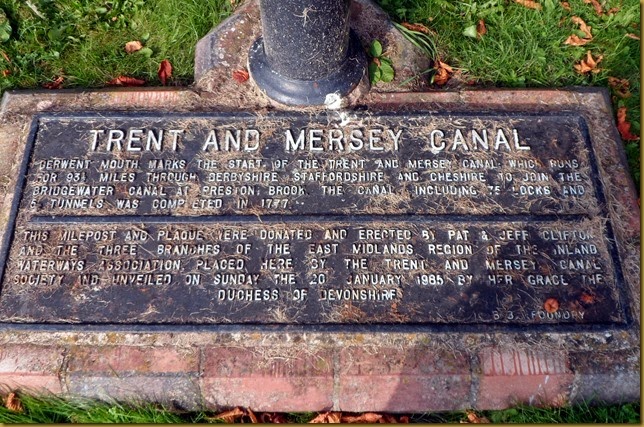 TRENT AND MERSEY CANAL
DERWENT MOUTH MARKS THE START OF THE TRENT AND MERSEY CANAL WHICH RUNS
FOR 93½ MILES THROUGH DERBYSHIRE STAFFORDSHIRE AND CHESHIRE TO JOIN THE
BRIDGEWATER CANAL AT PRESTON BROOK. THE CANAL, INCLUDING 75 LOCKS AND
5 TUNNELS WAS COMPLETED IN 1777.
THIS MILEPOST AND PLAQUE WERE DONATED AND ERECTED BY PAT & JEFF CLIFTON
AND THE THREE BRANCHES OF THE EAST MIDLANDS REGION OF THE INLAND
WATERWAYS ASSOCIATION, PLACED HERE BY THE TRENT AND MERSEY CANAL
SOCIETY AND UNVEILED ON SUNDAY THE 20 JANUARY 1985 BY HER GRACE THE
DUCHESS OF DEVONSHIRE
FOUNDRY